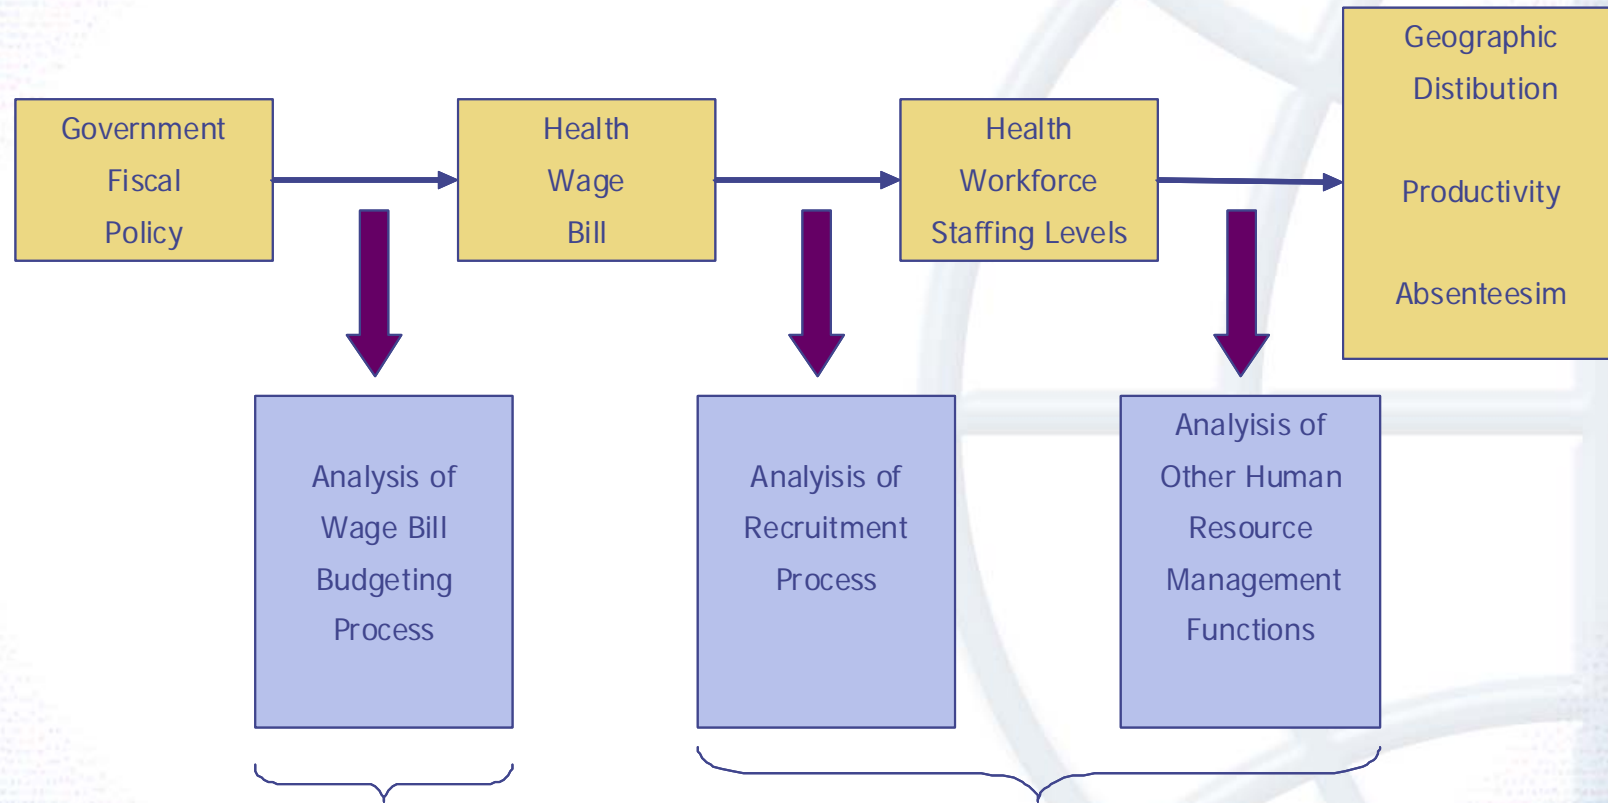 Government
Fiscal
Policy
Health
Wage
Bill
Health
Workforce
Staffing Levels
Geographic
Distibution
Productivity
Absenteesim
Analysis of
Wage Bill
Budgeting
Process
Analyisis of
Recruitment
Process
Analyisis of
Other Human
Resource
Management
Functions